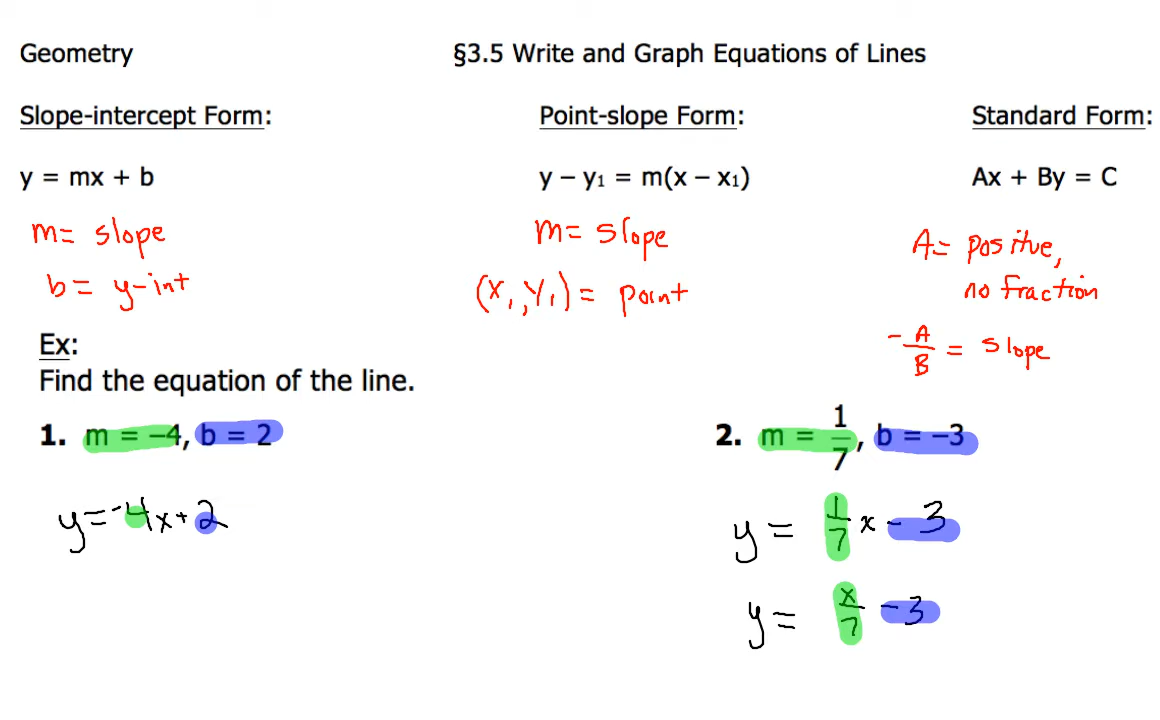 Geometry §3.5 Write and Graph Equations of Lines
Slope-intercept Form: Point-slope Form: Standard Form:
y = mx + b y – y₁ = m(x – x₁) Ax + By = C
m = slope
b = y-int
m = slope
(x₁, y₁) = point
A = positive,
no fraction
-A/B = slope
Ex:
Find the equation of the line.
1. m = –4, b = 2
y = -4x + 2
2. m = 1/7, b = –3
y = 1/7 x - 3
y = x/7 - 3